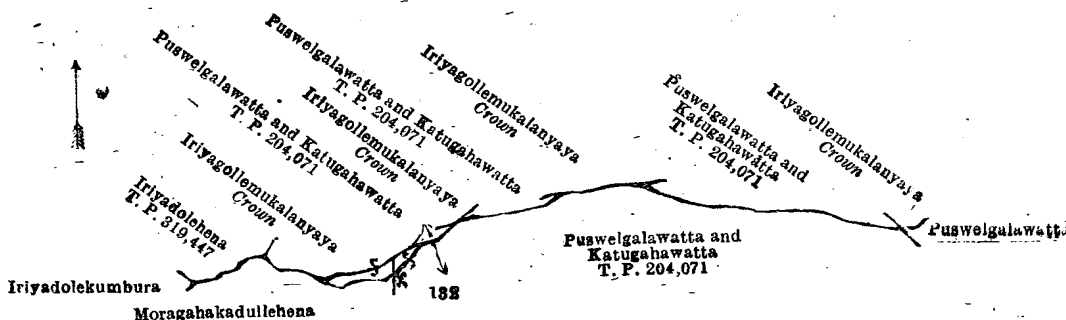 Puswelgalawatta and Katugahawatta
T. P. 204,071
Iriyagollemukalanyaya
Crown
Puswelgalawatta and Katugahawatta
T. P. 204,071
Iriyagollemukalanyaya
Crown
Puswelgalawatta and
Katugahawatta
T. P. 204,071
Iriyagollemukalanyaya
Crown
Iriyagollemukalanyaya
Crown
Iriyadolehena
T. P. 319,447
Puswelgalawatta
Puswelgalawatta and
Katugahawatta
T. P. 204,071
Iriyadolekumbura
132
Moragahakadullehena